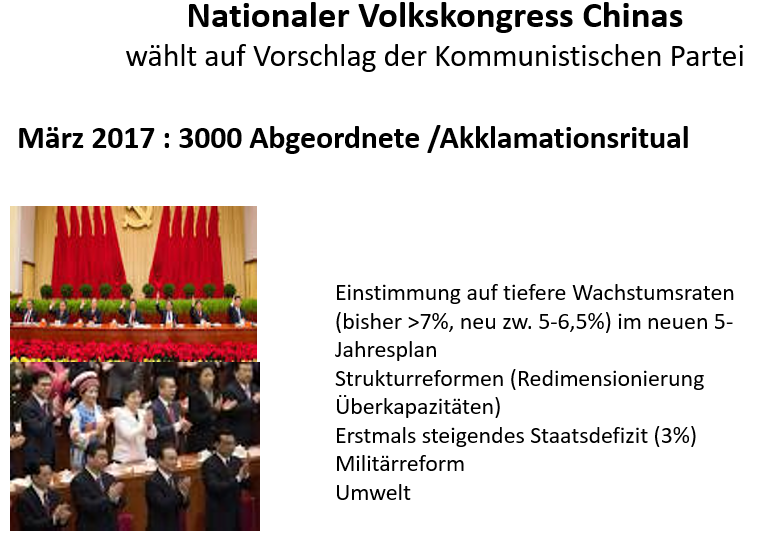 Nationaler Volkskongress Chinas
wählt auf Vorschlag der Kommunistischen Partei
März 2017 : 3000 Abgeordnete /Akklamationsritual
Einstimmung auf tiefere Wachstumsraten
(bisher >7%, neu zw. 5-6,5%) im neuen 5-
Jahresplan
Strukturreformen (Redimensionierung
Überkapazitäten)
Erstmals steigendes Staatsdefizit (3%)
Militärreform
Umwelt